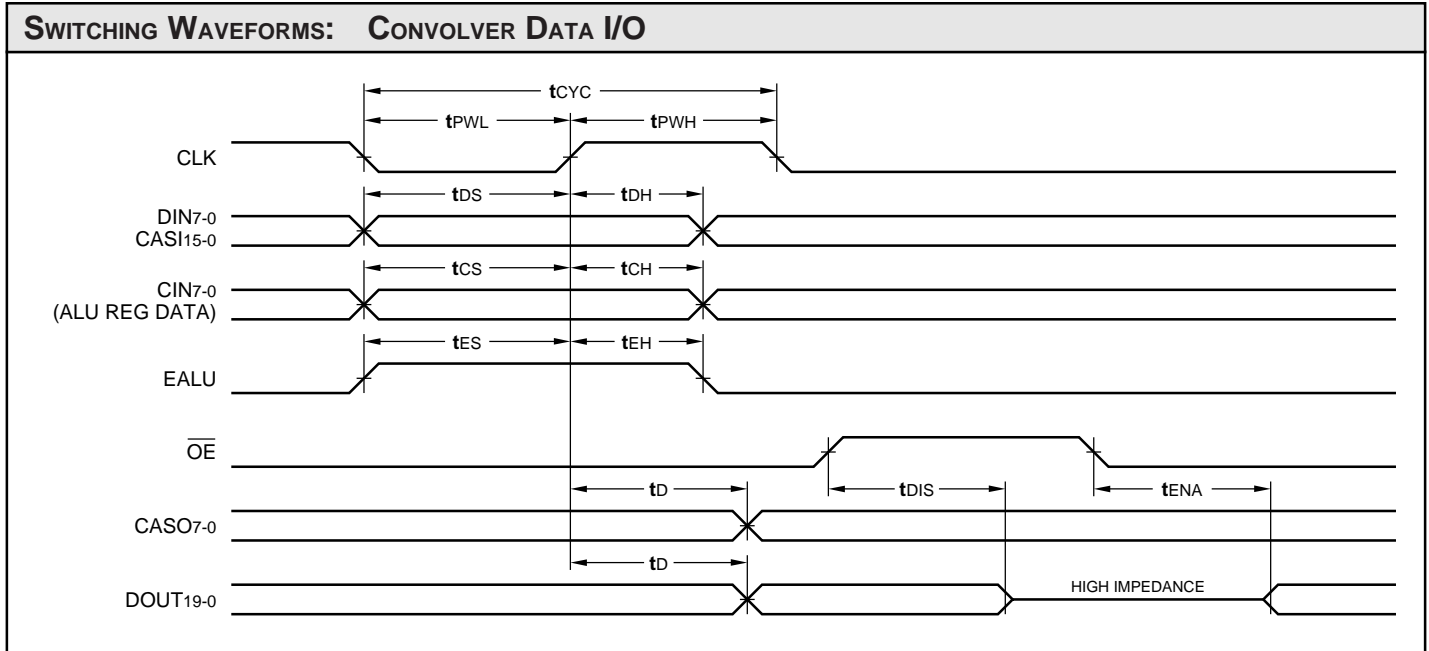 SWITCHING WAVEFORMS: CONVOLVER DATA I/O
tCYC
tPWL tPWH
CLK
tDS tDH
DIN7-0
CASI15-0
tCS tCH
CIN7-0
(ALU REG DATA)
tES tEH
EALU
OE
tD tDIS tENA
CASO7-0
tD
DOUT19-0 HIGH IMPEDANCE